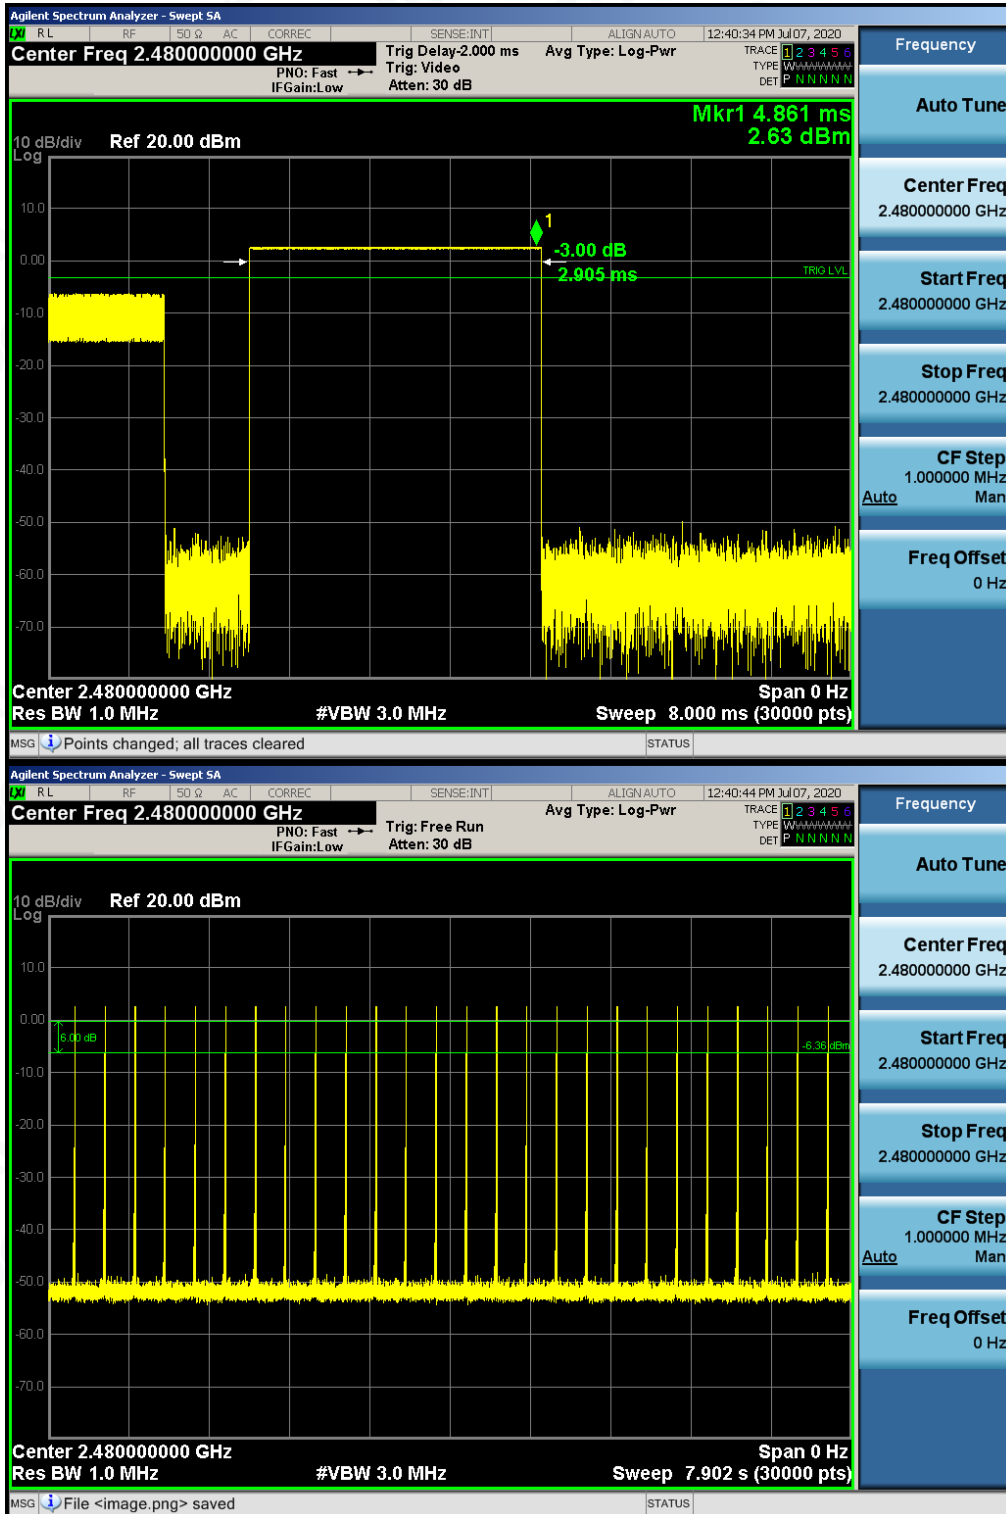 Agilent Spectrum Analyzer - Swept SA
LXI RL RF 50 Ω AC CORREC SENSE:INT ALIGN AUTO 12:40:34 PM Jul 07, 2020
Center Freq 2.480000000 GHz
PNO: Fast
IFGain:Low
Trig Delay-2.000 ms
Trig: Video
Atten: 30 dB
Avg Type: Log-Pwr
TRACE 1 2 3 4 5 6
TYPE WWWWWW
DET P N N N N N
Mkr1 4.861 ms
2.63 dBm
10 dB/div Ref 20.00 dBm
Log
10.0
0.00
-10.0
-20.0
-30.0
-40.0
-50.0
-60.0
-70.0
1
-3.00 dB
2.905 ms
TRIG LVL
Center 2.480000000 GHz Span 0 Hz
Res BW 1.0 MHz #VBW 3.0 MHz Sweep 8.000 ms (30000 pts)
MSG Points changed; all traces cleared STATUS
Frequency
Auto Tune
Center Freq
2.480000000 GHz
Start Freq
2.480000000 GHz
Stop Freq
2.480000000 GHz
CF Step
1.000000 MHz
Auto Man
Freq Offset
0 Hz
Agilent Spectrum Analyzer - Swept SA
LXI RL RF 50 Ω AC CORREC SENSE:INT ALIGN AUTO 12:40:44 PM Jul 07, 2020
Center Freq 2.480000000 GHz
PNO: Fast
IFGain:Low
Trig: Free Run
Atten: 30 dB
Avg Type: Log-Pwr
TRACE 1 2 3 4 5 6
TYPE WWWWWW
DET P N N N N N
10 dB/div Ref 20.00 dBm
Log
10.0
0.00
-10.0
-20.0
-30.0
-40.0
-50.0
-60.0
-70.0
6.00 dB
-6.36 dBm
Center 2.480000000 GHz Span 0 Hz
Res BW 1.0 MHz #VBW 3.0 MHz Sweep 7.902 s (30000 pts)
MSG File <image.png> saved STATUS
Frequency
Auto Tune
Center Freq
2.480000000 GHz
Start Freq
2.480000000 GHz
Stop Freq
2.480000000 GHz
CF Step
1.000000 MHz
Auto Man
Freq Offset
0 Hz